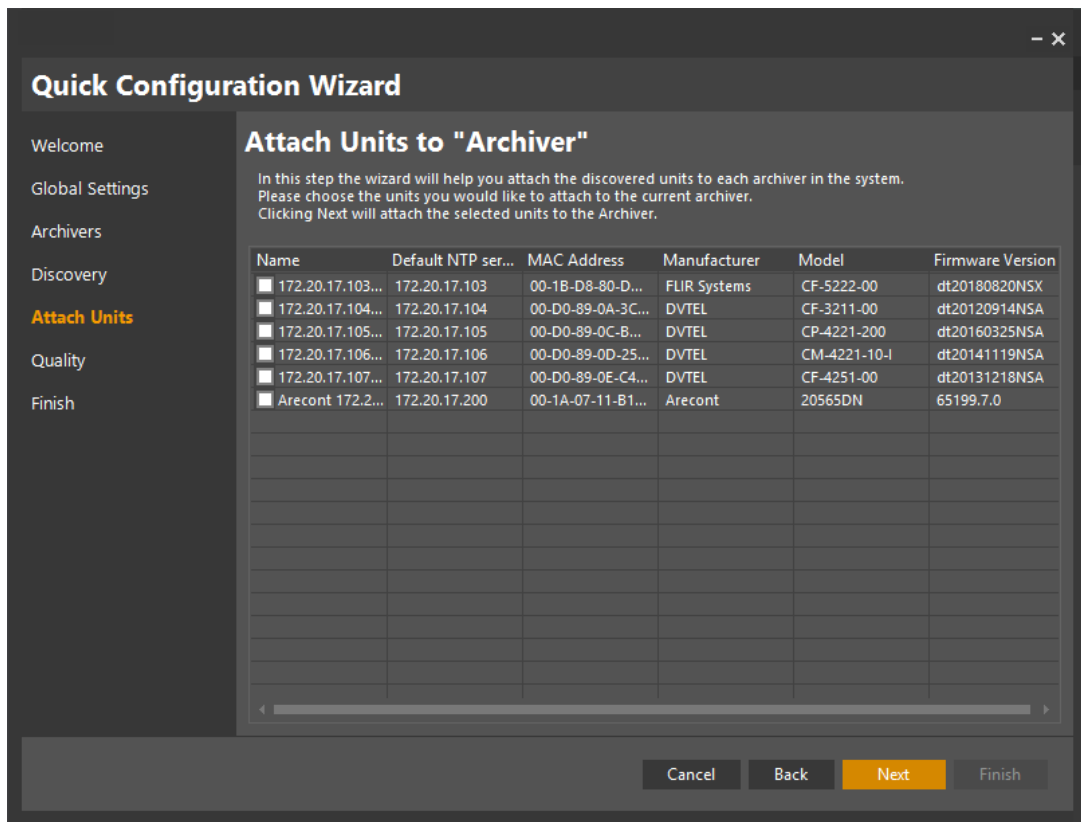 Quick Configuration Wizard
Welcome
Global Settings
Archivers
Discovery
Attach Units
Quality
Finish
Attach Units to "Archiver"
In this step the wizard will help you attach the discovered units to each archiver in the system.
Please choose the units you would like to attach to the current archiver.
Clicking Next will attach the selected units to the Archiver.
Name Default NTP ser... MAC Address Manufacturer Model Firmware Version
172.20.17.103... 172.20.17.103 00-1B-D8-80-D... FLIR Systems CF-5222-00 dt20180820NSX
172.20.17.104... 172.20.17.104 00-D0-89-0A-3C... DVTEL CF-3211-00 dt20120914NSA
172.20.17.105... 172.20.17.105 00-D0-89-0C-B... DVTEL CP-4221-200 dt20160325NSA
172.20.17.106... 172.20.17.106 00-D0-89-0D-25... DVTEL CM-4221-10-I dt20141119NSA
172.20.17.107... 172.20.17.107 00-D0-89-0E-C4... DVTEL CF-4251-00 dt20131218NSA
Arecont 172.2... 172.20.17.200 00-1A-07-11-B1... Arecont 20565DN 65199.7.0
Cancel Back Next Finish